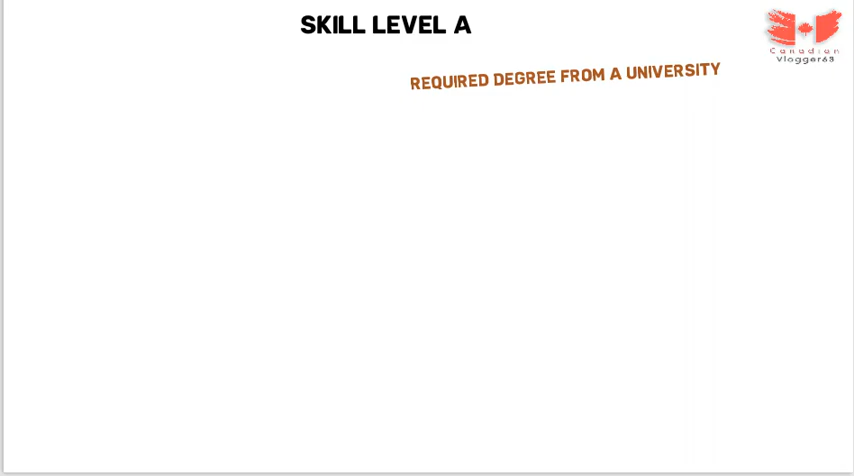 SKILL LEVEL A
REQUIRED DEGREE FROM A UNIVERSITY
Canadian
Vlogger63